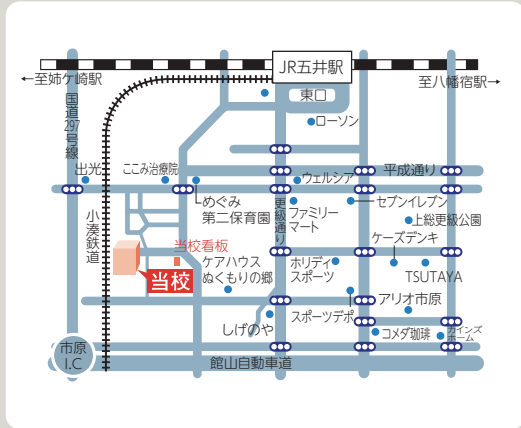 JR五井駅
←至姉ケ崎駅
至八幡宿駅→
東口
国道297号線
ローソン
平成通り
出光
ここみ治療院
ウェルシア
めぐみ
第二保育園
更級通り
ファミリー
マート
セブンイレブン
上総更級公園
小湊鉄道
当校看板
ケアハウス
ぬくもりの郷
ホリディ
スポーツ
ケーズデンキ
TSUTAYA
当校
アリオ市原
スポーツデポ
しげのや
コメダ珈琲
カインズ
ホーム
市原
I.C
館山自動車道